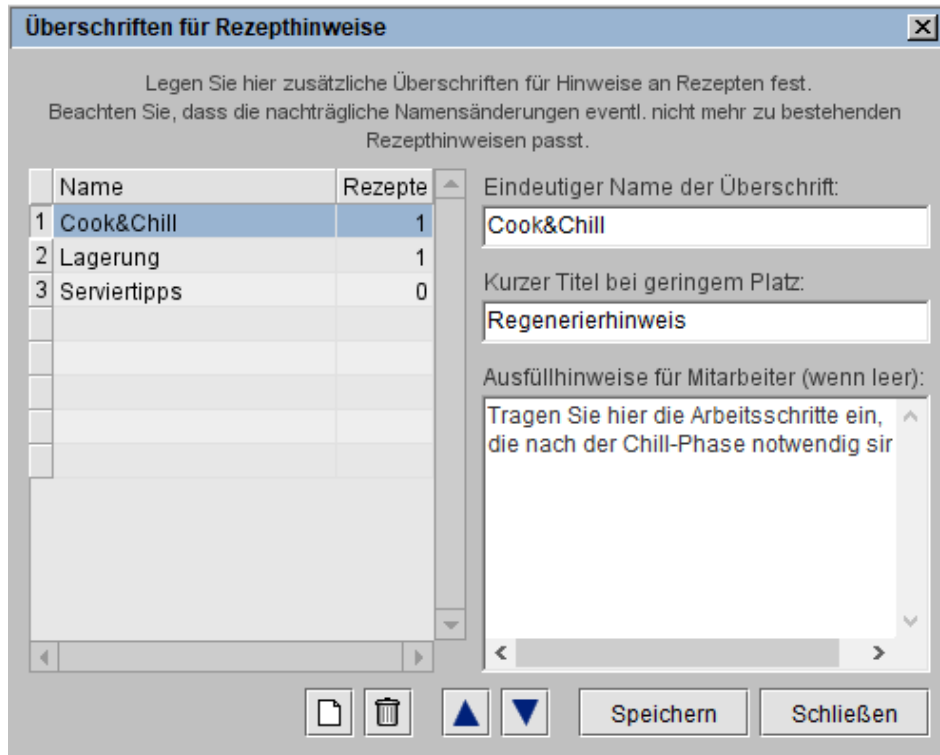 Überschriften für Rezepthinweise
Legen Sie hier zusätzliche Überschriften für Hinweise an Rezepten fest.
Beachten Sie, dass die nachträgliche Namensänderungen eventl. nicht mehr zu bestehenden
Rezepthinweisen passt.
Name Rezepte
1 Cook&Chill 1
2 Lagerung 1
3 Serviertipps 0
Eindeutiger Name der Überschrift:
Cook&Chill
Kurzer Titel bei geringem Platz:
Regenerierhinweis
Ausfüllhinweise für Mitarbeiter (wenn leer):
Tragen Sie hier die Arbeitsschritte ein,
die nach der Chill-Phase notwendig
Speichern Schließen